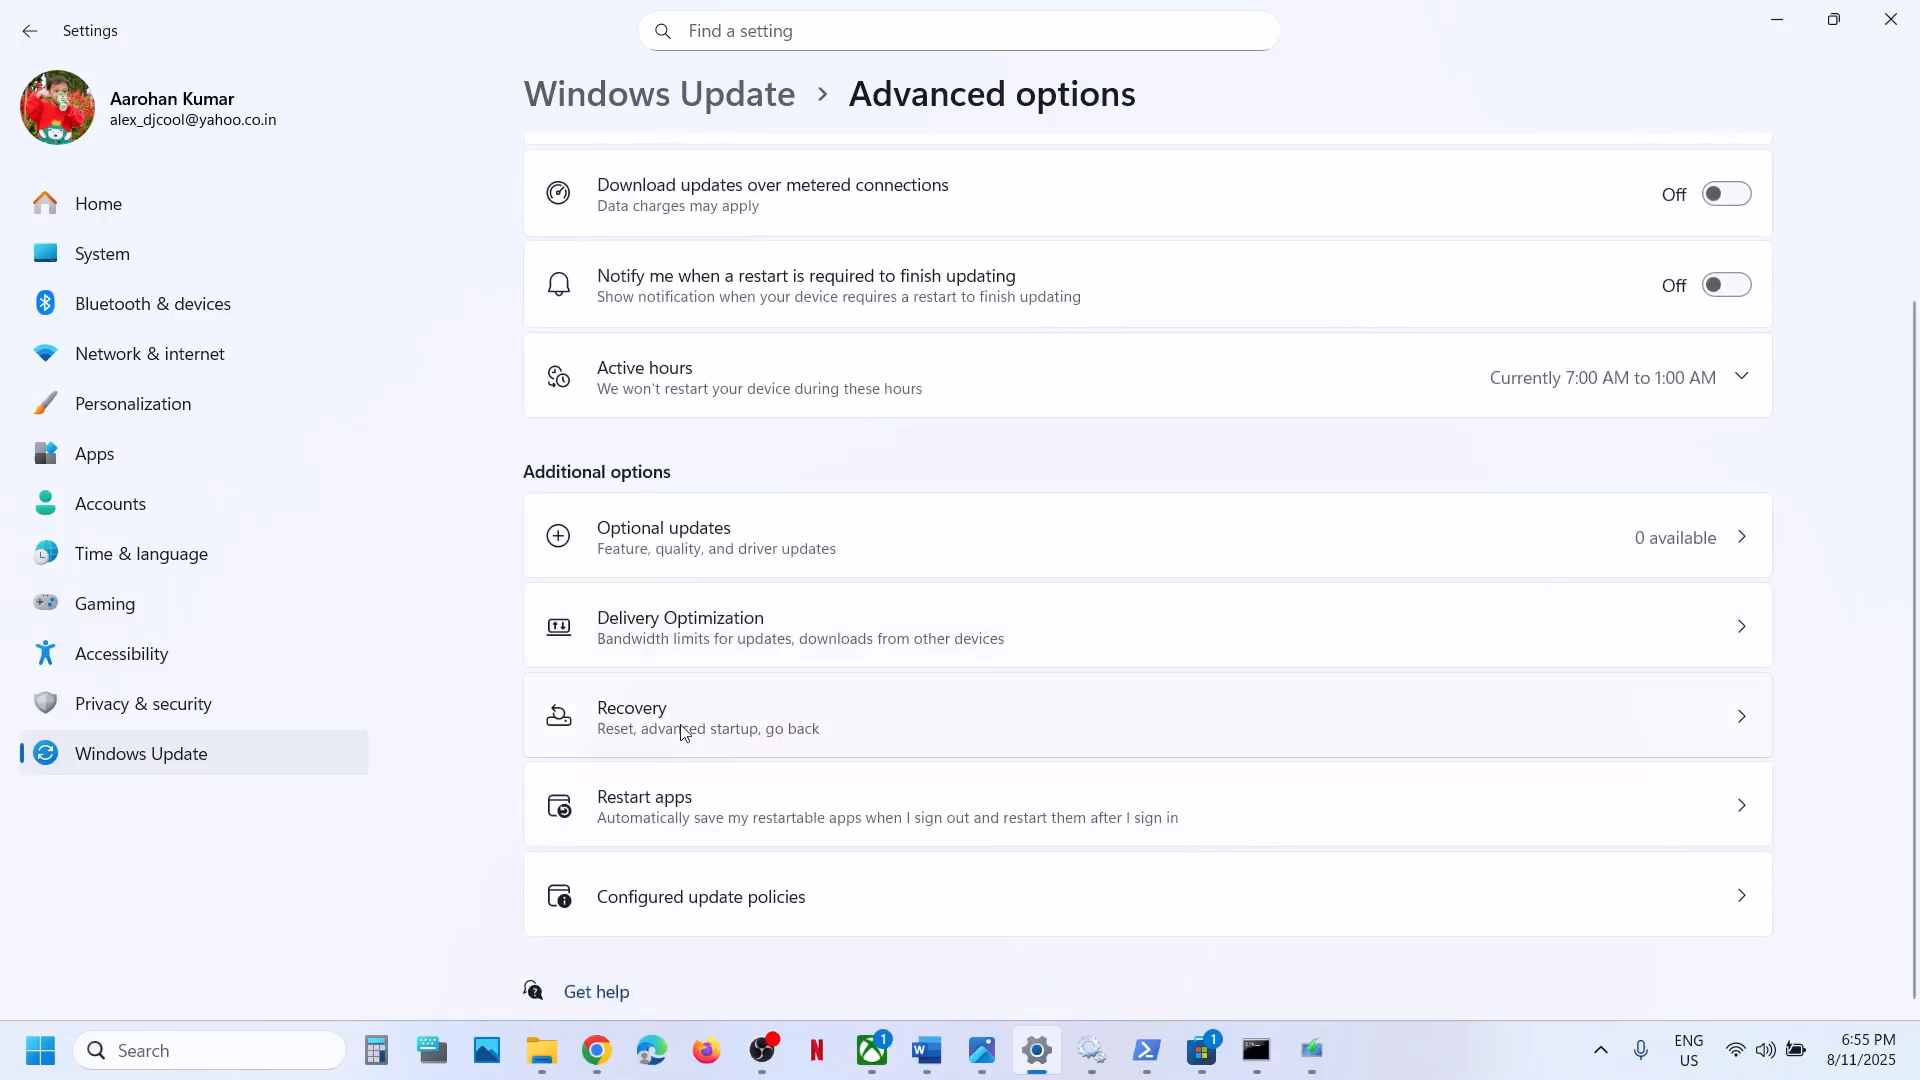 Settings
Find a setting
Aarohan Kumar
alex_djcool@yahoo.co.in
Home
System
Bluetooth & devices
Network & internet
Personalization
Apps
Accounts
Time & language
Gaming
Accessibility
Privacy & security
Windows Update
Windows Update > Advanced options
Download updates over metered connections
Data charges may apply
Off
Notify me when a restart is required to finish updating
Show notification when your device requires a restart to finish updating
Off
Active hours
We won't restart your device during these hours
Currently 7:00 AM to 1:00 AM
Additional options
Optional updates
Feature, quality, and driver updates
0 available
Delivery Optimization
Bandwidth limits for updates, downloads from other devices
Recovery
Reset, advanced startup, go back
Restart apps
Automatically save my restartable apps when I sign out and restart them after I sign in
Configured update policies
Get help
Search
N
1
W
1
ENG
US
6:55 PM
8/11/2025